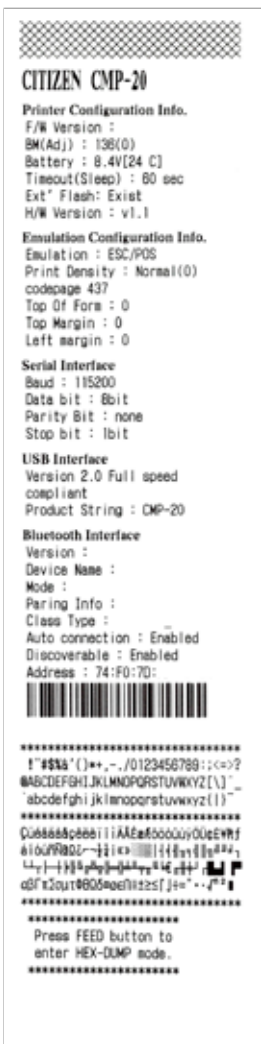 CITIZEN CMP-20
Printer Configuration Info.
F/W Version :
BM(Adj) : 136(0)
Battery : 8.4V[24 C]
Timeout(Sleep) : 60 sec
Ext' Flash: Exist
H/W Version : v1.1
Emulation Configuration Info.
Emulation : ESC/POS
Print Density : Normal(0)
codepage 437
Top Of Form : 0
Top Margin : 0
Left margin : 0
Serial Interface
Baud : 115200
Data bit : 8bit
Parity Bit : none
Stop bit : 1bit
USB Interface
Version 2.0 Full speed
compliant
Product String : CMP-20
Bluetooth Interface
Version :
Device Name :
Mode :
Paring Info :
Class Type : _
Auto connection : Enabled
Discoverable : Enabled
Address : 74:F0:7D:
************************
!"#$%&'()*+,-./0123456789:;<=>?
@ABCDEFGHIJKLMNOPQRSTUVWXYZ[\]^_
`abcdefghijklmnopqrstuvwxyz{|}~
************************
************************
********************
Press FEED button to
enter HEX-DUMP mode.
********************